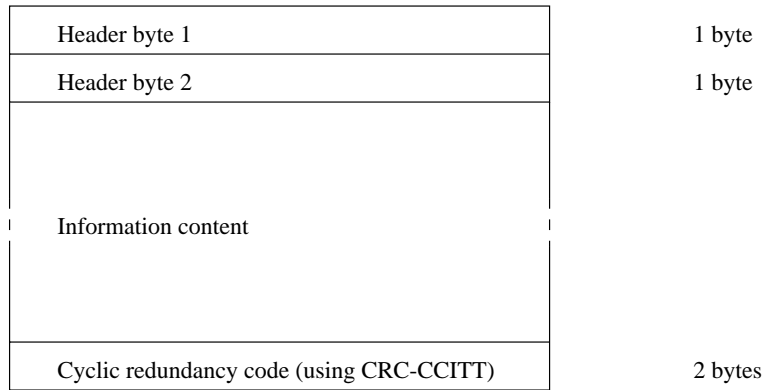 Header byte 1 1 byte
Header byte 2 1 byte
Information content
Cyclic redundancy code (using CRC-CCITT) 2 bytes